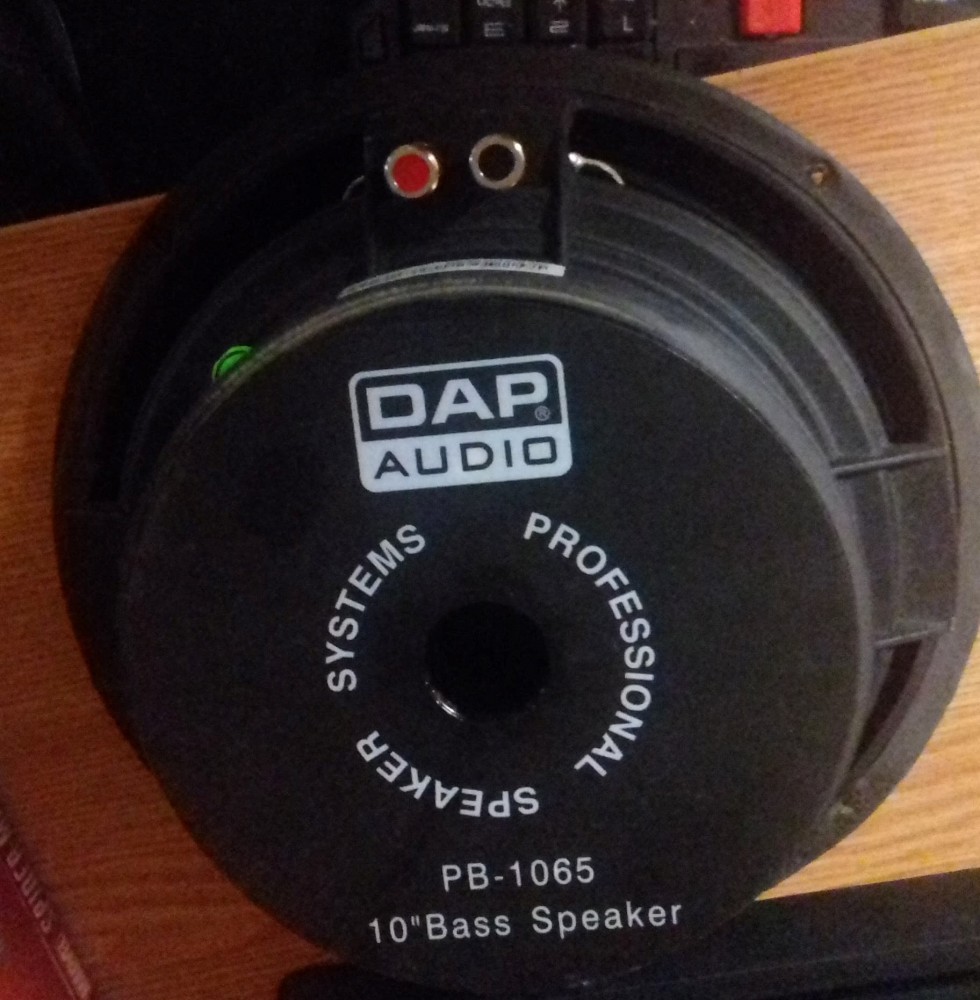 DAP®
AUDIO
PROFESSIONAL
SPEAKER
SYSTEMS
PB-1065
10"Bass Speaker